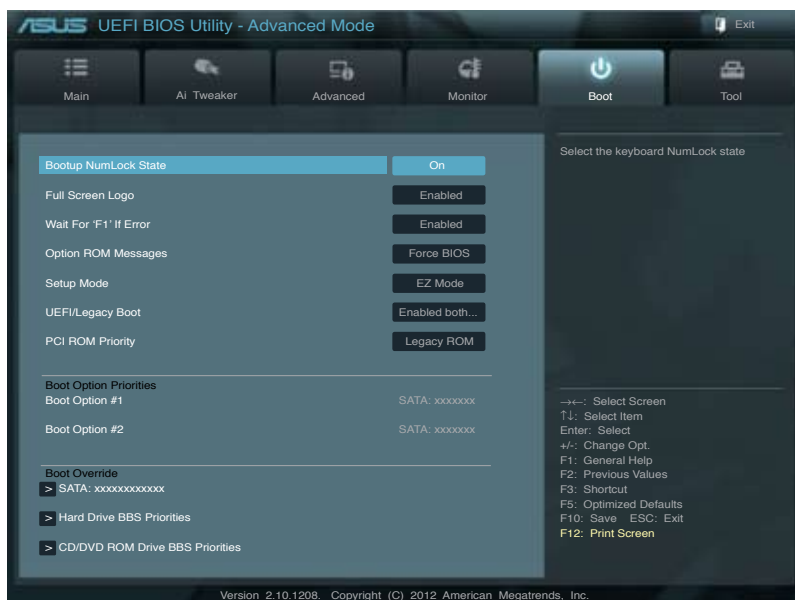 ASUS UEFI BIOS Utility - Advanced Mode
Exit
Main
Ai Tweaker
Advanced
Monitor
Boot
Tool
Bootup NumLock State On
Full Screen Logo Enabled
Wait For ‘F1’ If Error Enabled
Option ROM Messages Force BIOS
Setup Mode EZ Mode
UEFI/Legacy Boot Enabled both...
PCI ROM Priority Legacy ROM
Boot Option Priorities
Boot Option #1 SATA: xxxxxxx
Boot Option #2 SATA: xxxxxxx
Boot Override
> SATA: xxxxxxxxxxxx
> Hard Drive BBS Priorities
> CD/DVD ROM Drive BBS Priorities
Select the keyboard NumLock state
→←: Select Screen
↑↓: Select Item
Enter: Select
+/-: Change Opt.
F1: General Help
F2: Previous Values
F3: Shortcut
F5: Optimized Defaults
F10: Save ESC: Exit
F12: Print Screen
Version 2.10.1208. Copyright (C) 2012 American Megatrends, Inc.